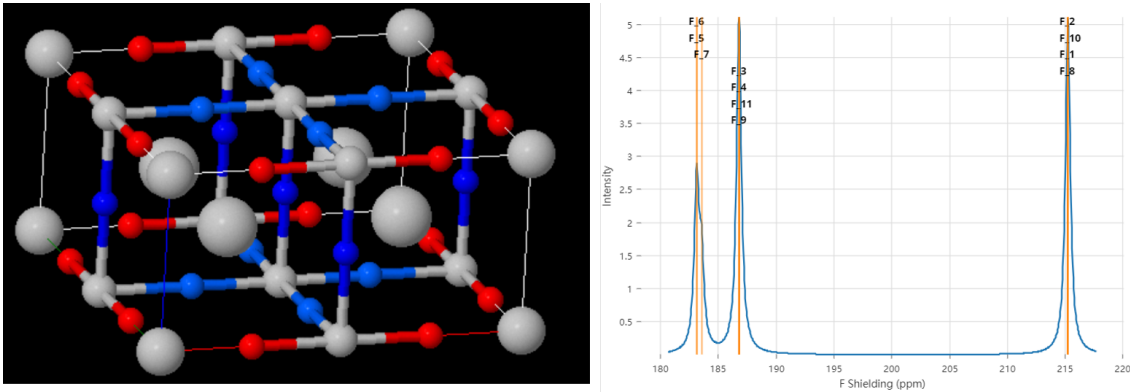 5
4.5
4
3.5
3
2.5
2
1.5
1
0.5
Intensity
F_6
F_5
F_7
F_3
F_4
F_11
F_9
F_2
F_10
F_1
F_8
180 185 190 195 200 205 210 215 220
F Shielding (ppm)